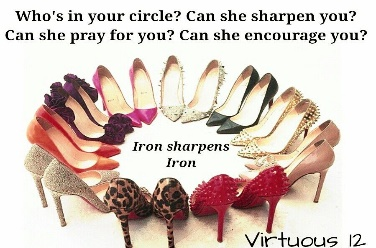 Who's in your circle? Can she sharpen you?
Can she pray for you? Can she encourage you?
Iron sharpens
Iron
Virtuous 12